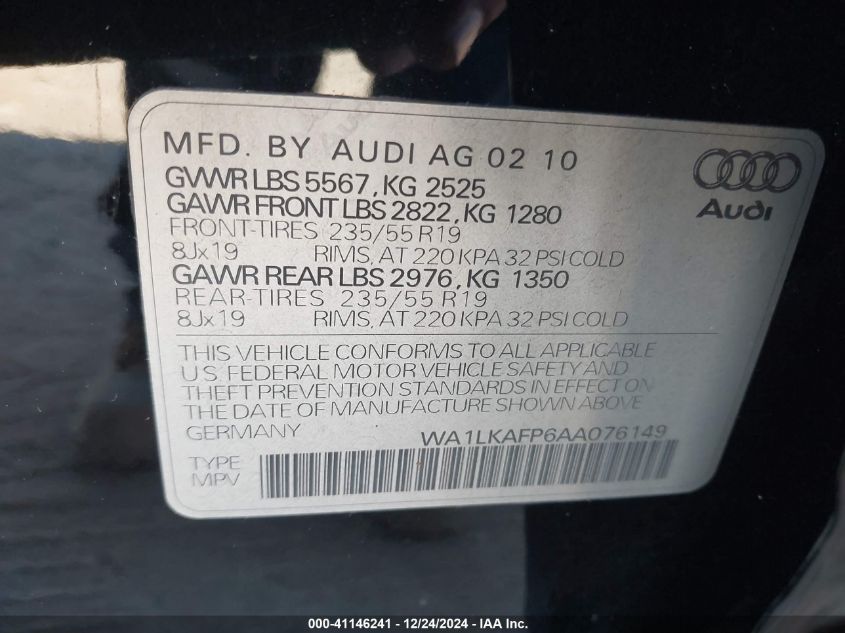 MFD. BY AUDI AG 02 10
GVWR LBS 5567, KG 2525
GAWR FRONT LBS 2822, KG 1280
FRONT-TIRES 235/55 R19
8Jx19 RIMS, AT 220 KPA 32 PSI COLD
GAWR REAR LBS 2976, KG 1350
REAR-TIRES 235/55 R19
8Jx19 RIMS, AT 220 KPA 32 PSI COLD
Audi
THIS VEHICLE CONFORMS TO ALL APPLICABLE
U.S. FEDERAL MOTOR VEHICLE SAFETY AND
THEFT PREVENTION STANDARDS IN EFFECT ON
THE DATE OF MANUFACTURE SHOWN ABOVE
GERMANY WA1LKAFP6AA076149
TYPE
MPV
000-41146241 - 12/24/2024 - IAA Inc.